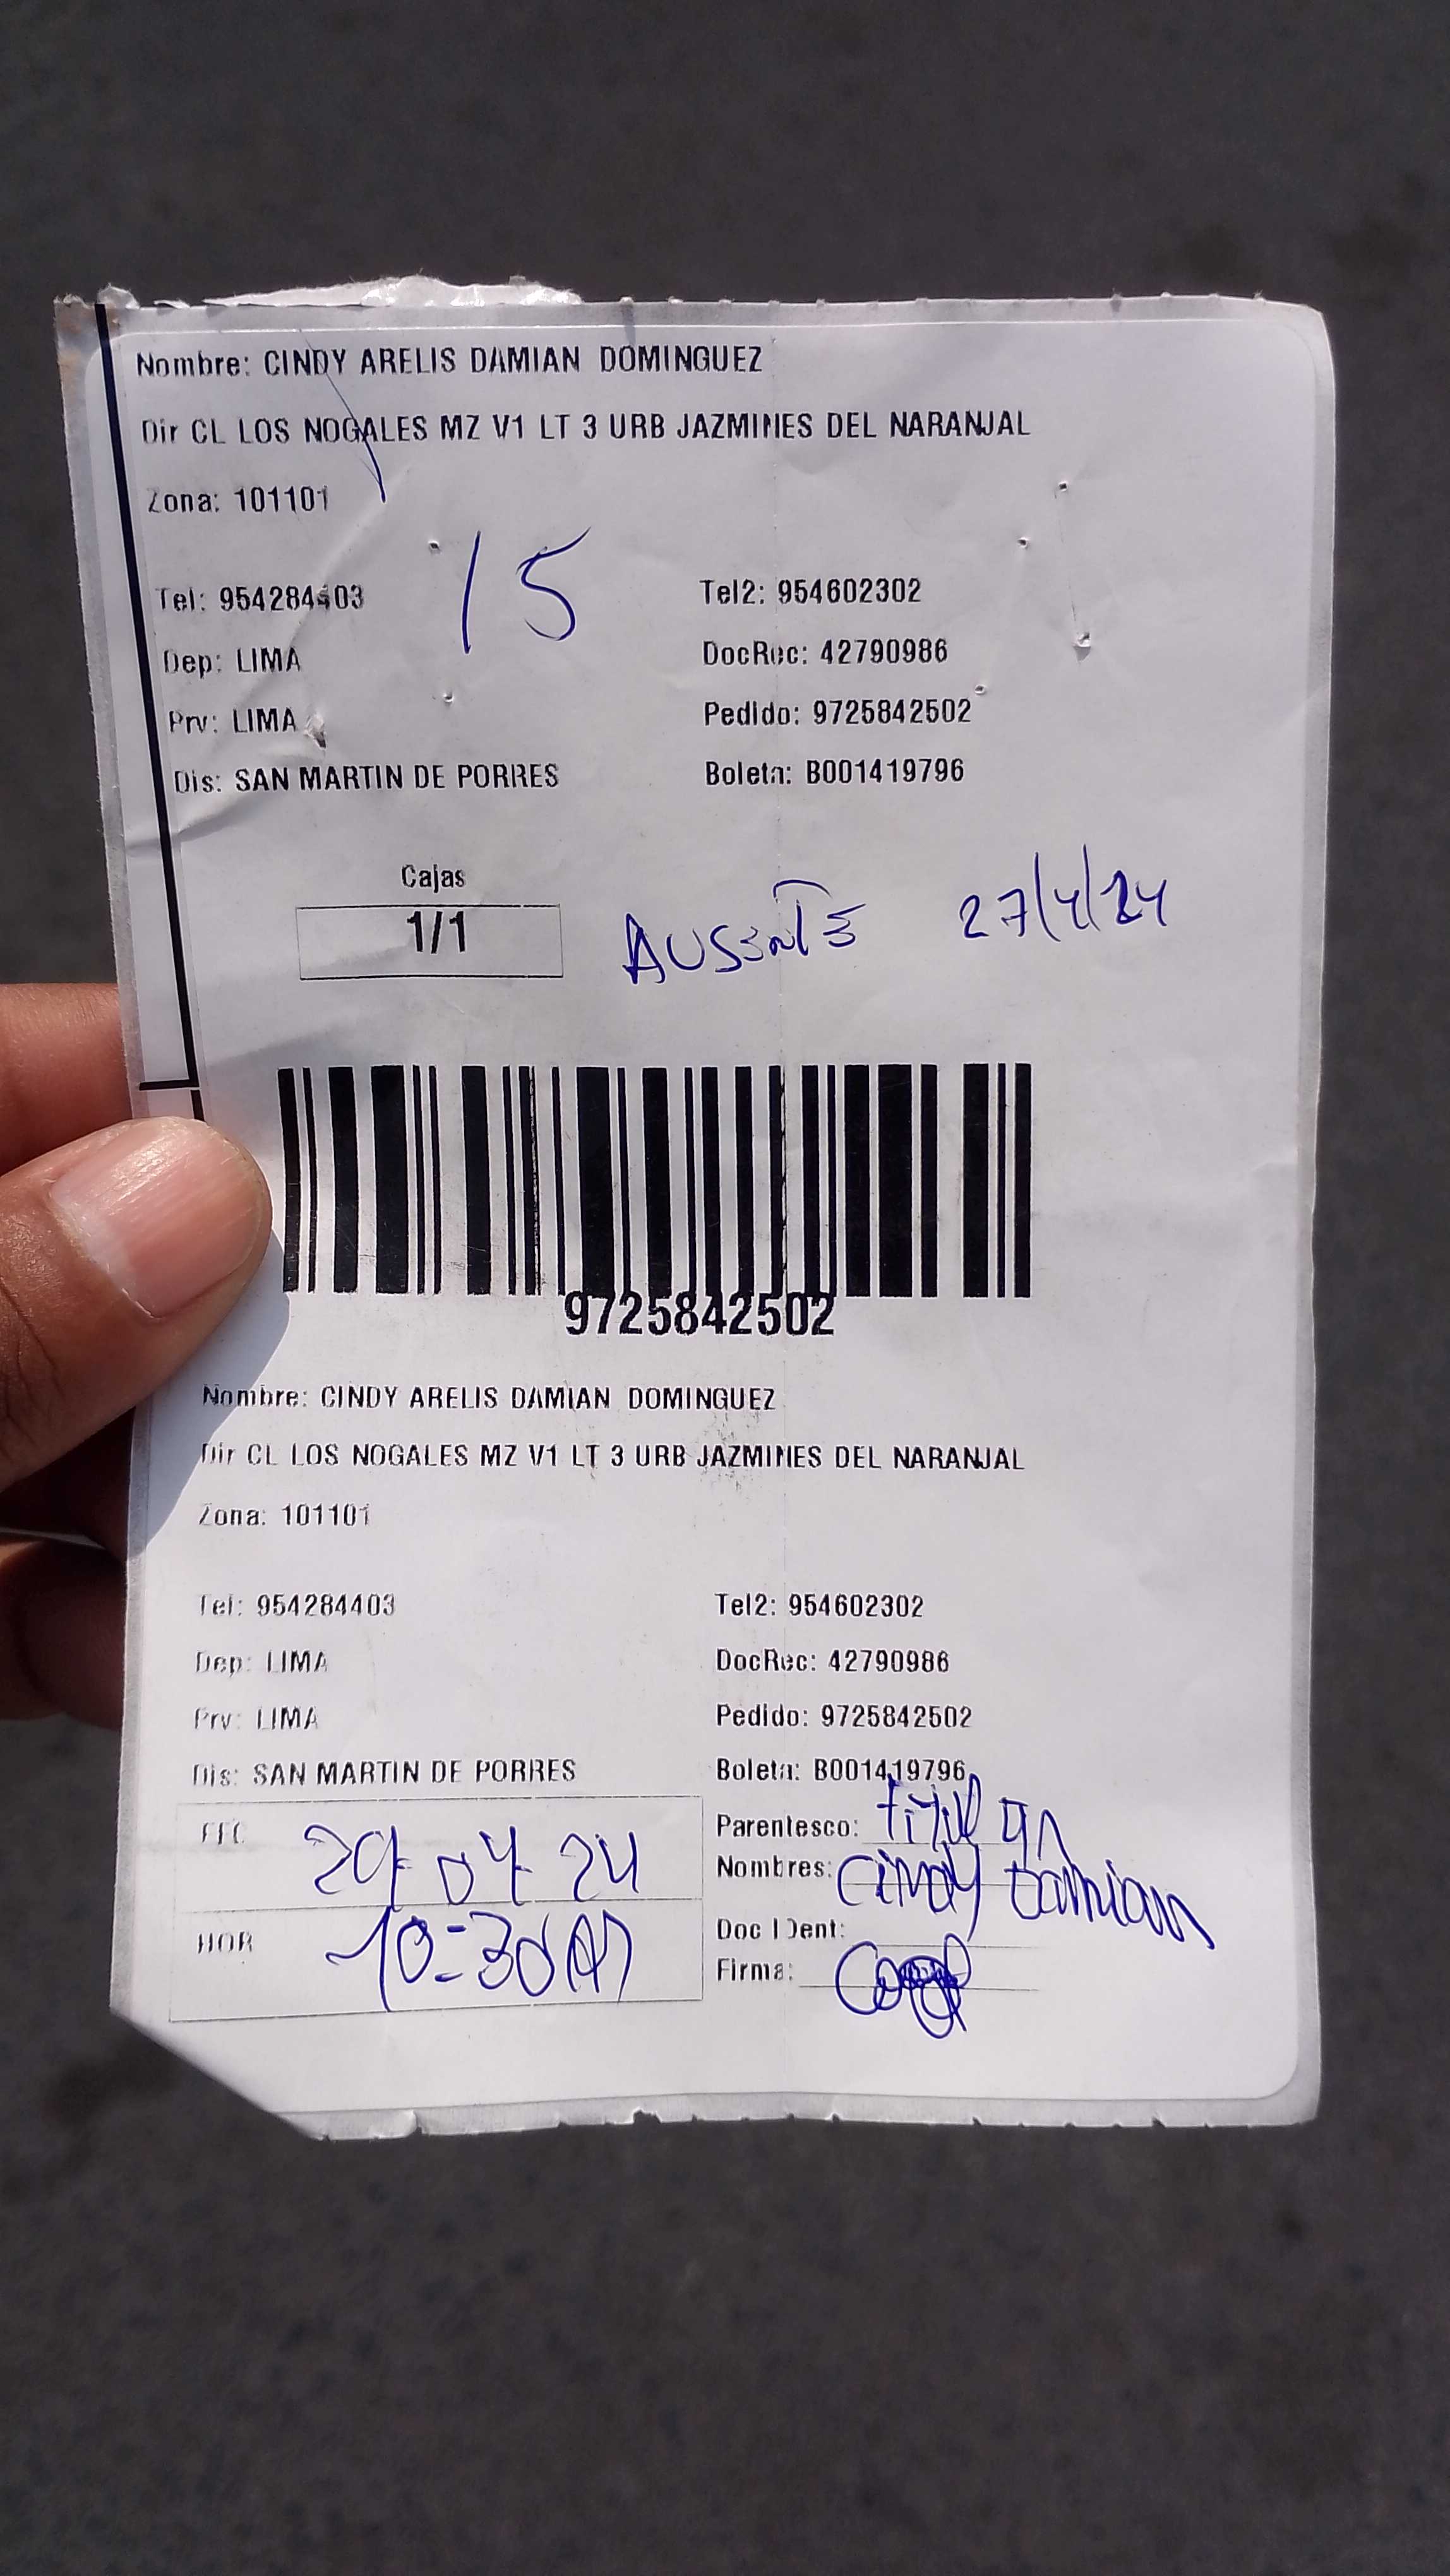 Nombre: CINDY ARELIS DAMIAN DOMINGUEZ
Dir CL LOS NOGALES MZ V1 LT 3 URB JAZMINES DEL NARANJAL
Zona: 101101
15
Tel: 954284403 Tel2: 954602302
Dep: LIMA DocRec: 42790986
Prv: LIMA Pedido: 9725842502
Dis: SAN MARTIN DE PORRES Boleta: B001419796
Cajas
1/1 AUSENTE 27/4/24
9725842502
Nombre: CINDY ARELIS DAMIAN DOMINGUEZ
Dir CL LOS NOGALES MZ V1 LT 3 URB JAZMINES DEL NARANJAL
Zona: 101101
Tel: 954284403 Tel2: 954602302
Dep: LIMA DocRec: 42790986
Prv: LIMA Pedido: 9725842502
Dis: SAN MARTIN DE PORRES Boleta: B001419796
FEC 29 04 24 Parentesco:
Nombres: Cindy Damian
HOR 10:30 Doc Ident:
Firma: